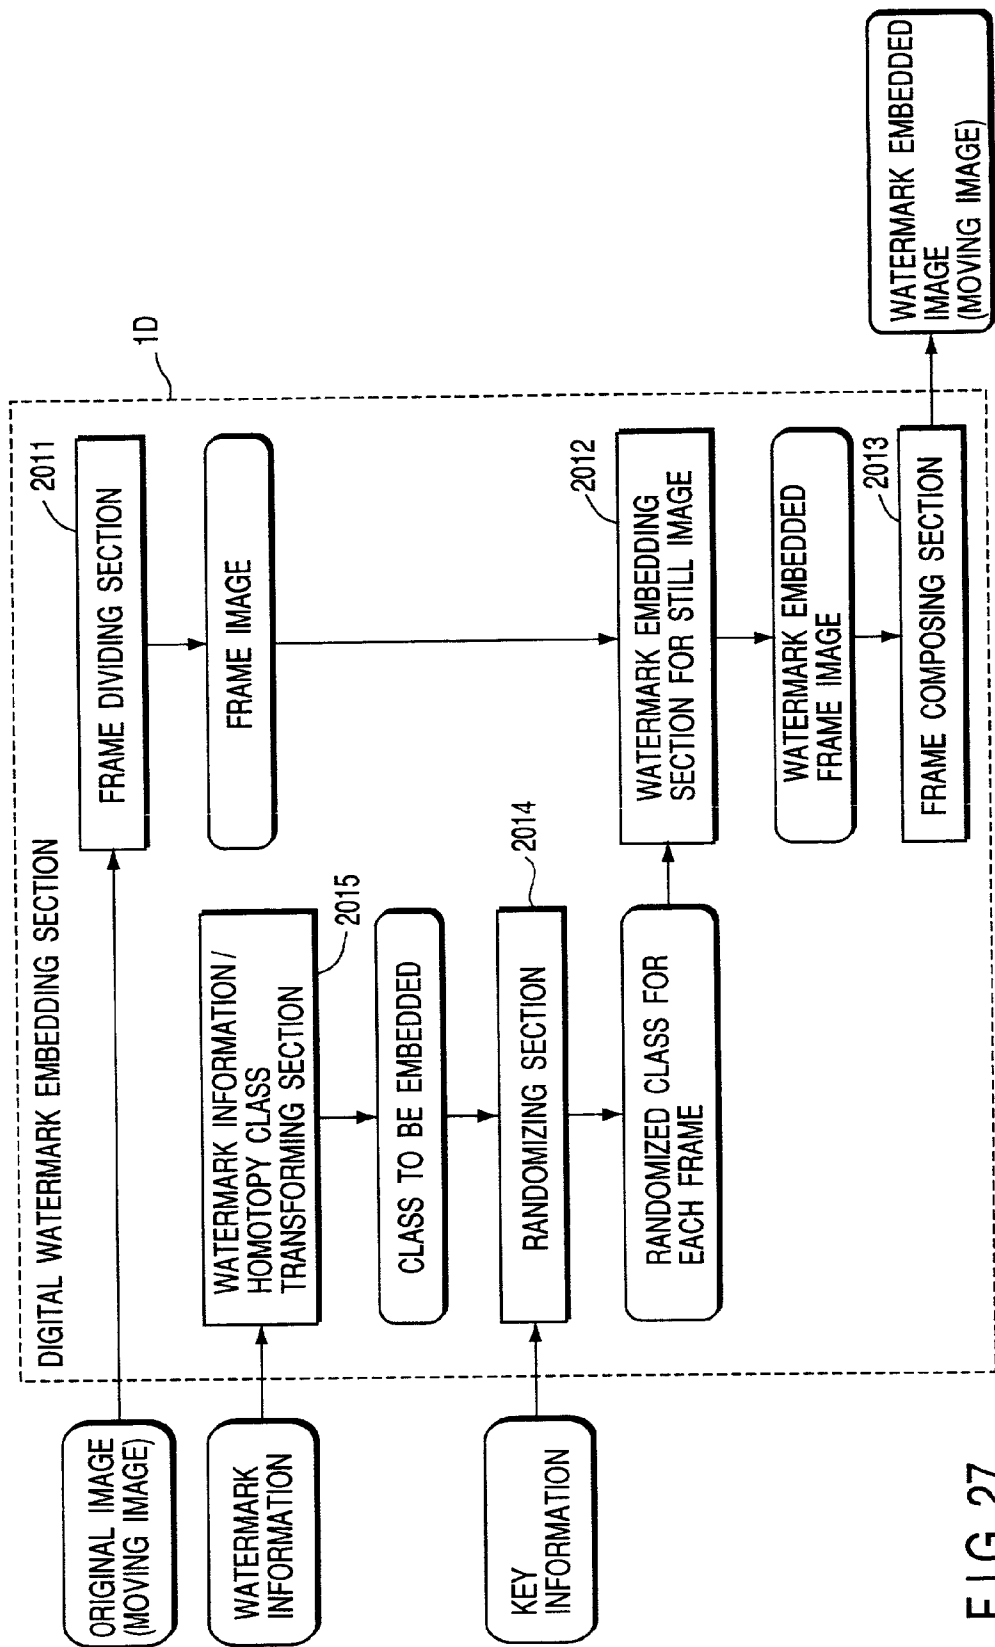 DIGITAL WATERMARK EMBEDDING SECTION
1D
ORIGINAL IMAGE
(MOVING IMAGE)
FRAME DIVIDING SECTION
2011
FRAME IMAGE
WATERMARK
INFORMATION
WATERMARK INFORMATION/
HOMOTOPY CLASS
TRANSFORMING SECTION
2015
CLASS TO BE EMBEDDED
KEY
INFORMATION
RANDOMIZING SECTION
2014
RANDOMIZED CLASS FOR
EACH FRAME
WATERMARK EMBEDDING
SECTION FOR STILL IMAGE
2012
WATERMARK EMBEDDED
FRAME IMAGE
FRAME COMPOSING SECTION
2013
WATERMARK EMBEDDED
IMAGE
(MOVING IMAGE)
FIG. 27